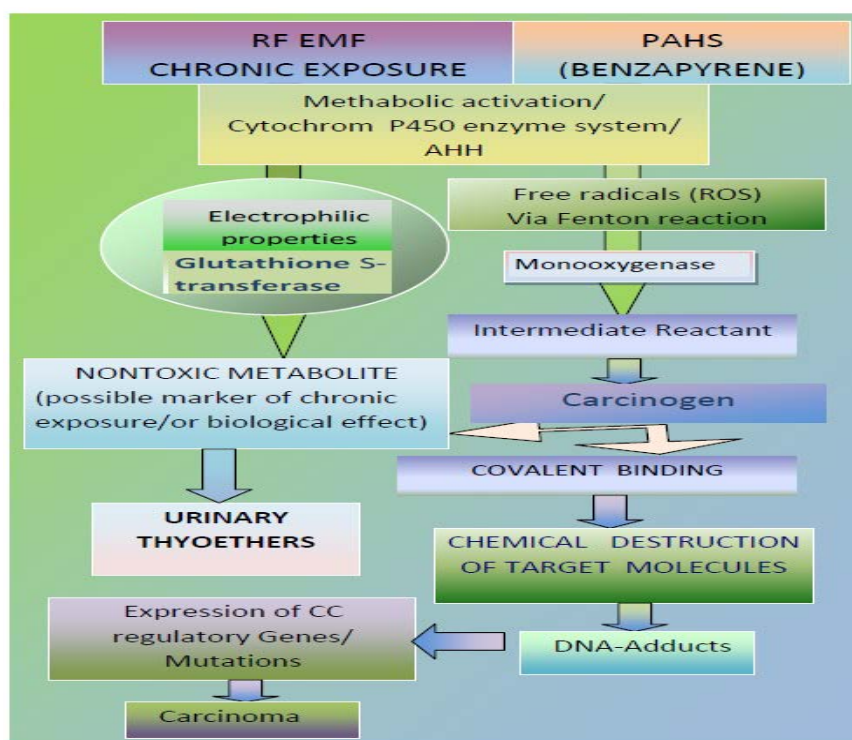 RF EMF
CHRONIC EXPOSURE
PAHS
(BENZAPYRENE)
Methabolic activation/
Cytochrom P450 enzyme system/
AHH
Electrophilic
properties
Glutathione S-
transferase
Free radicals (ROS)
Via Fenton reaction
Monooxygenase
Intermediate Reactant
NONTOXIC METABOLITE
(possible marker of chronic
exposure/or biological effect)
Carcinogen
COVALENT BINDING
URINARY
THYOETHERS
CHEMICAL DESTRUCTION
OF TARGET MOLECULES
Expression of CC
regulatory Genes/
Mutations
DNA-Adducts
Carcinoma